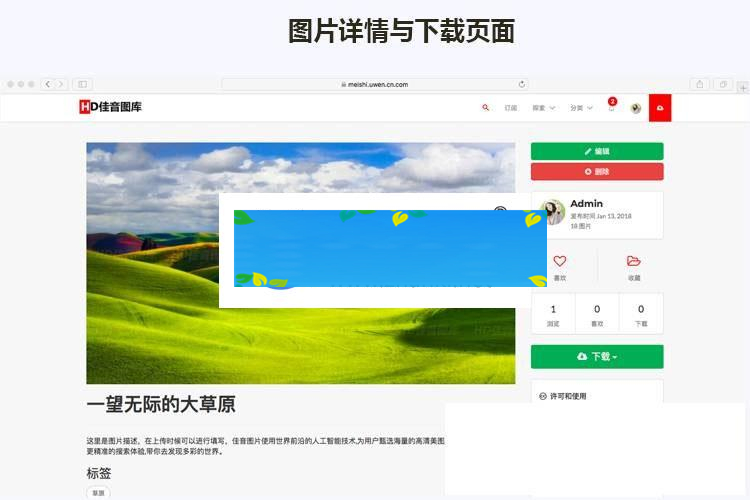 图片详情与下载页面
meishi.uwen.cn.com
HD佳音图库
订阅
探索
分类
2
编辑
删除
Admin
发布时间 Jan 13, 2018
18 图片
喜欢
收藏
1
0
0
浏览
喜欢
下载
下载
许可和使用
一望无际的大草原
这里是图片描述，在上传时候可以进行填写，佳音图片使用世界前沿的人工智能技术,为用户甄选海量的高清美图
更精准的搜素体验,带你去发现多彩的世界。
标签
草原